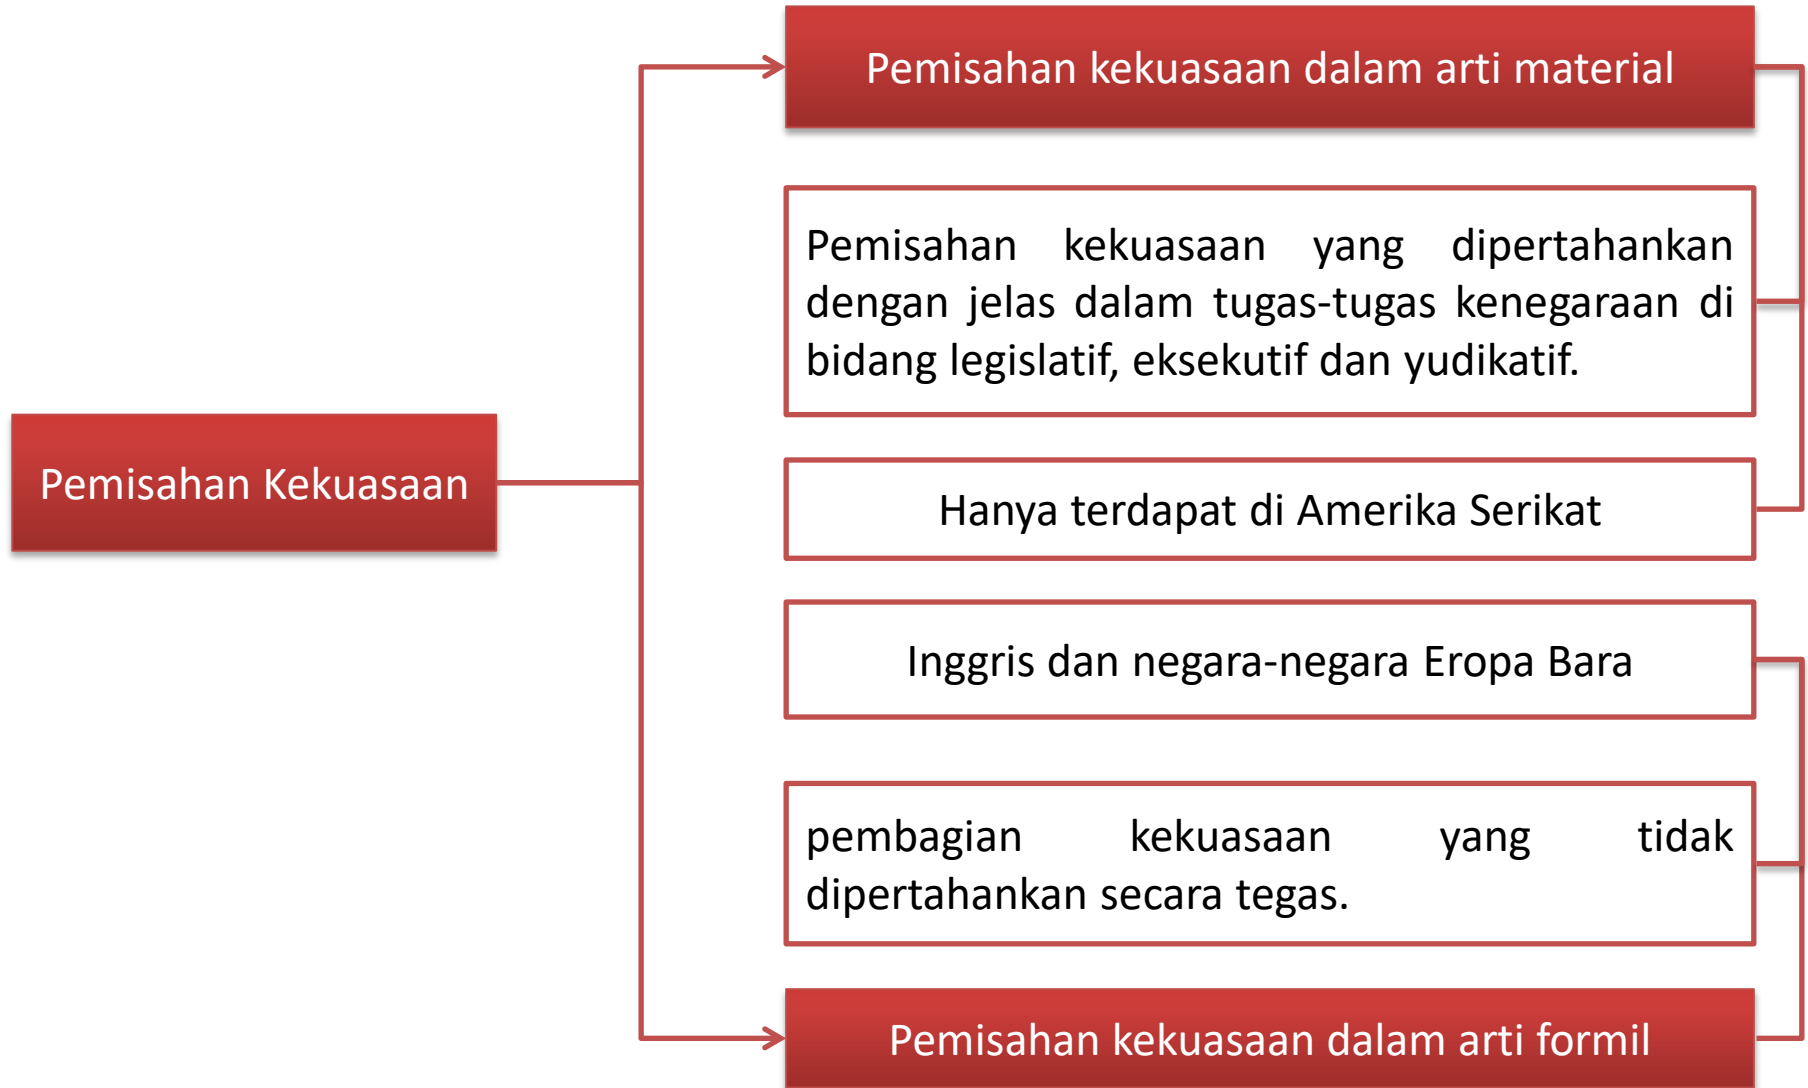 Pemisahan kekuasaan dalam arti material
Pemisahan kekuasaan yang dipertahankan
dengan jelas dalam tugas-tugas kenegaraan di
bidang legislatif, eksekutif dan yudikatif.
Pemisahan Kekuasaan
Hanya terdapat di Amerika Serikat
Inggris dan negara-negara Eropa Bara
pembagian kekuasaan yang tidak
dipertahankan secara tegas.
Pemisahan kekuasaan dalam arti formil